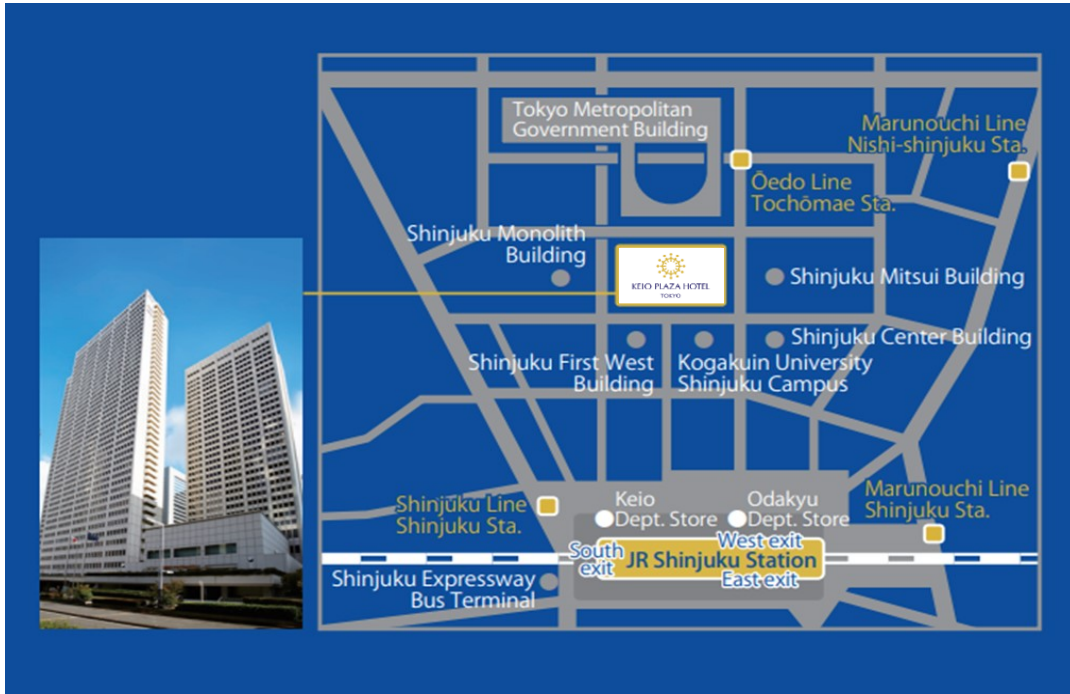 Tokyo Metropolitan
Government Building
Marunouchi Line
Nishi-shinjuku Sta.
Ōedo Line
Tochōmae Sta.
Shinjuku Monolith
Building
KEIO PLAZA HOTEL
TOKYO
Shinjuku Mitsui Building
Shinjuku First West
Building
Kogakuin University
Shinjuku Campus
Shinjuku Center Building
Shinjuku Line
Shinjuku Sta.
Keio
Dept. Store
Odakyu
Dept. Store
Marunouchi Line
Shinjuku Sta.
South
exit
West exit
JR Shinjuku Station
East exit
Shinjuku Expressway
Bus Terminal